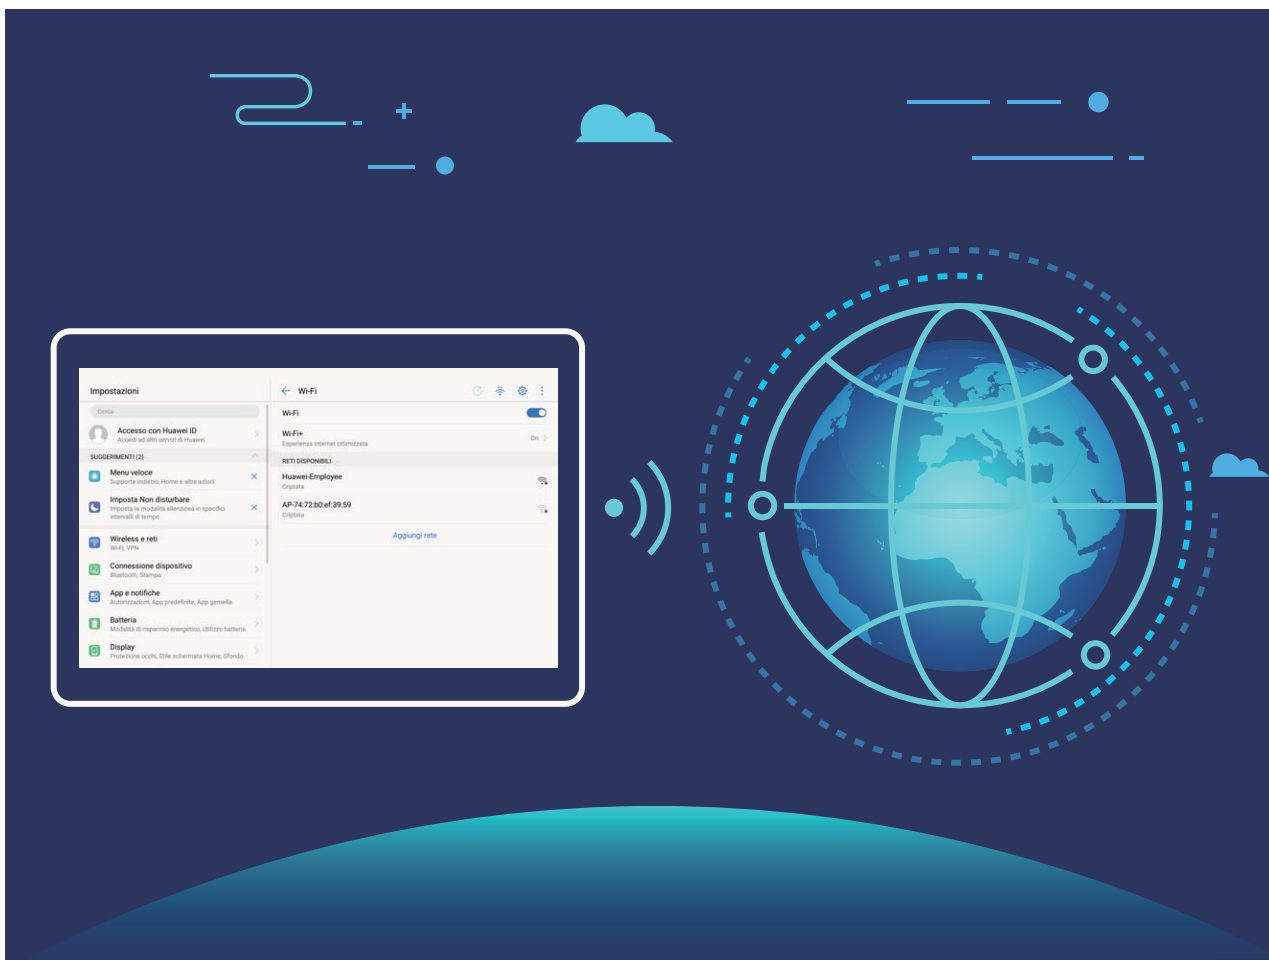 Impostazioni
Cerca
Accesso con Huawei ID
Accedi ad altri servizi di Huawei
SUGGERIMENTI (2)
Menu veloce
Supporta Indietro, Home e altre azioni
Imposta Non disturbare
Imposta la modalità silenziosa in specifici
intervalli di tempo
Wireless e reti
Wi-Fi, VPN
Connessione dispositivo
Bluetooth, Stampa
App e notifiche
Autorizzazioni, App predefinite, App gemella
Batteria
Modalità di risparmio energetico, Utilizzo batteria
Display
Protezione occhi, Stile schermata Home, Sfondo
Wi-Fi
Wi-Fi
Wi-Fi+
Esperienza Internet ottimizzata
On
RETI DISPONIBILI
Huawei-Employee
Criptata
AP-74:72:b0:ef:39:59
Criptata
Aggiungi rete